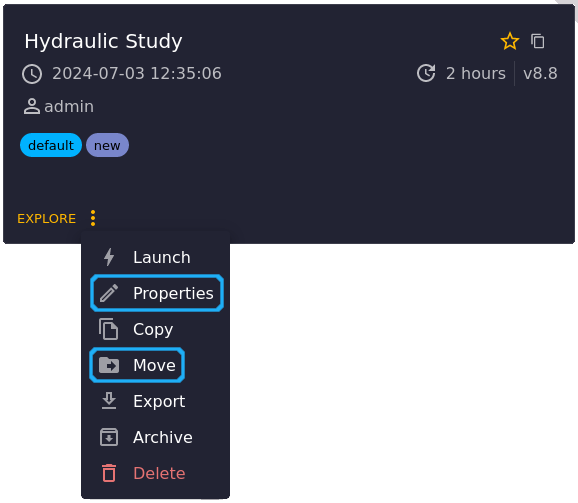 Hydraulic Study
2024-07-03 12:35:06 2 hours v8.8
admin
default new
EXPLORE
Launch
Properties
Copy
Move
Export
Archive
Delete